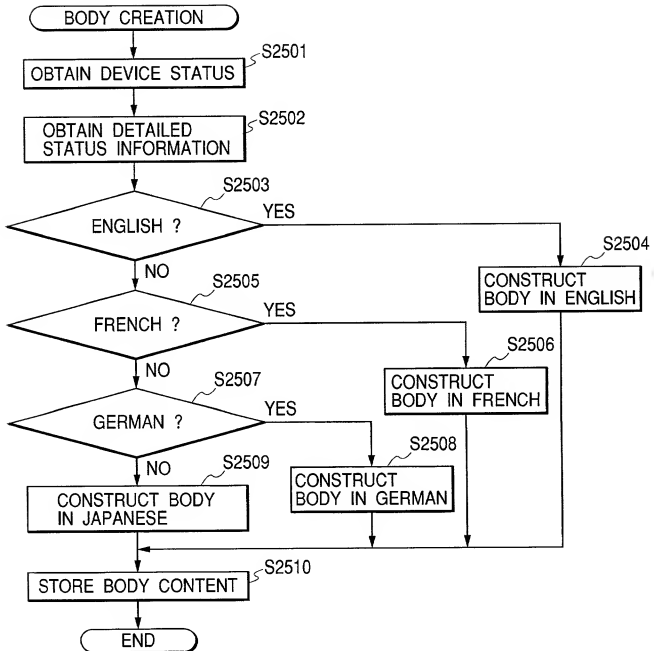 BODY CREATION
S2501
OBTAIN DEVICE STATUS
S2502
OBTAIN DETAILED
STATUS INFORMATION
S2503
ENGLISH ?
YES
NO
S2504
CONSTRUCT
BODY IN ENGLISH
S2505
FRENCH ?
YES
NO
S2506
CONSTRUCT
BODY IN FRENCH
S2507
GERMAN ?
YES
NO
S2508
CONSTRUCT
BODY IN GERMAN
S2509
CONSTRUCT BODY
IN JAPANESE
S2510
STORE BODY CONTENT
END